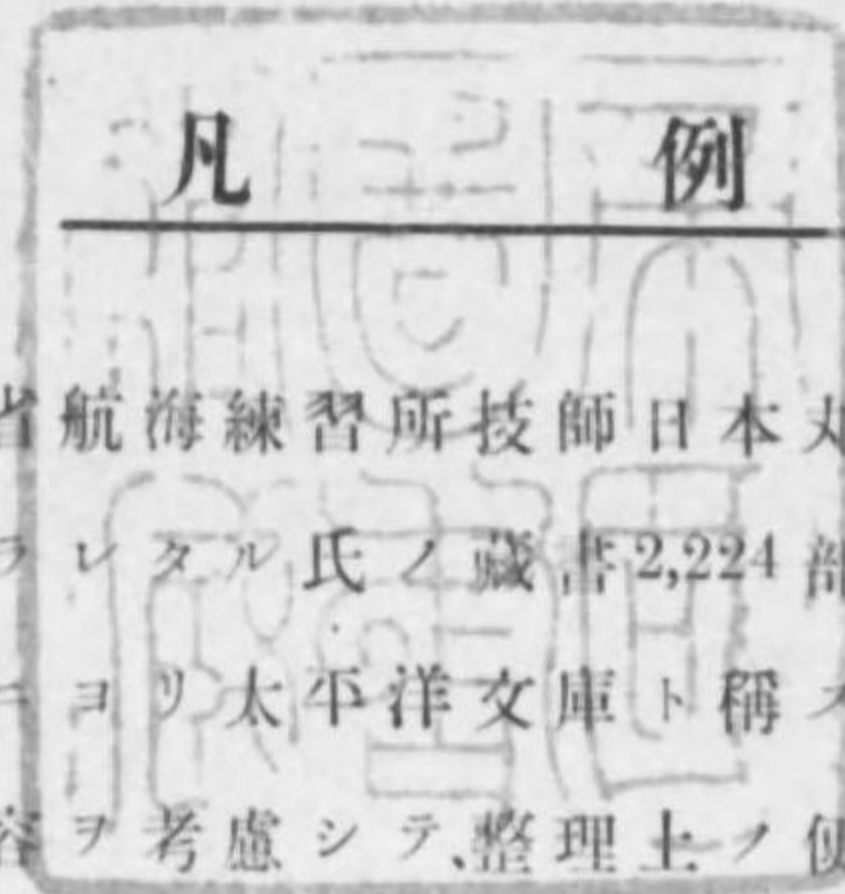 凡例
省航海練習所技師日本丸
ラレタル氏ノ藏書2,224部
ニヨリ太平洋文庫ト稱ス
容ヲ考慮シテ、整理上ノ便